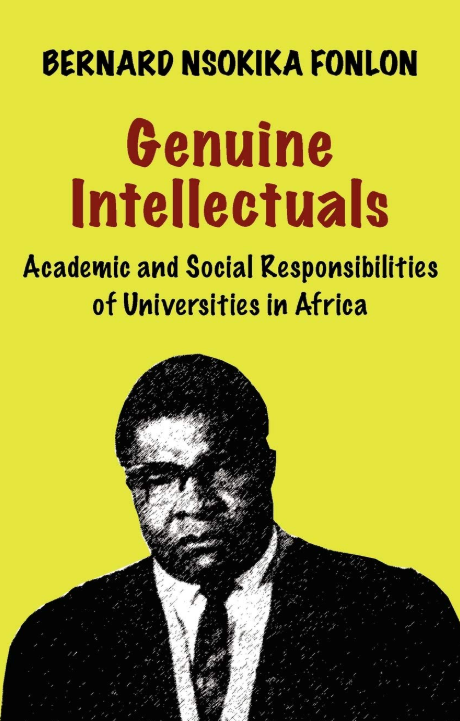 BERNARD NSOKIKA FONLON
Genuine
Intellectuals
Academic and Social Responsibilities
of Universities in Africa